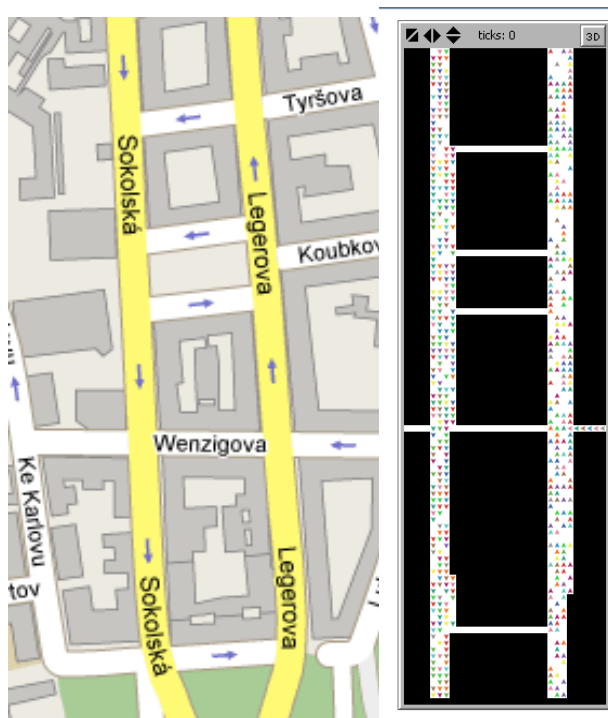 Tyršova
Sokolská
Legerova
Koubkov
Wenzigova
Ke Karlovu
tov
Sokolská
Legerova
ticks: 0
3D